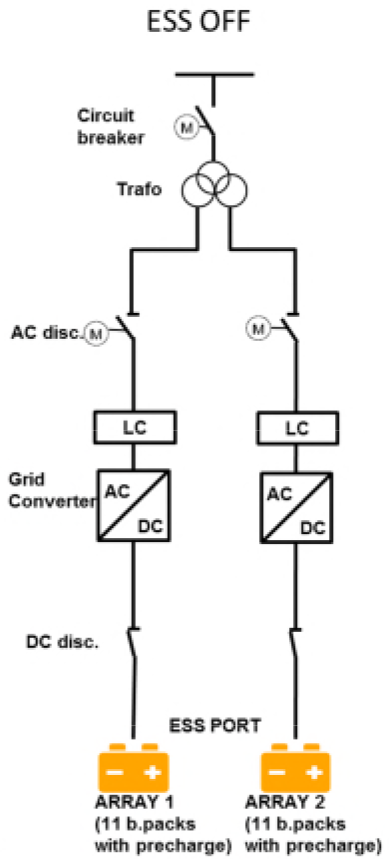 ESS OFF
Circuit
breaker
M
Trafo
AC disc.
M
M
LC
LC
Grid
Converter
AC
DC
AC
DC
DC disc.
ESS PORT
ARRAY 1
(11 b.packs
with precharge)
ARRAY 2
(11 b.packs
with precharge)